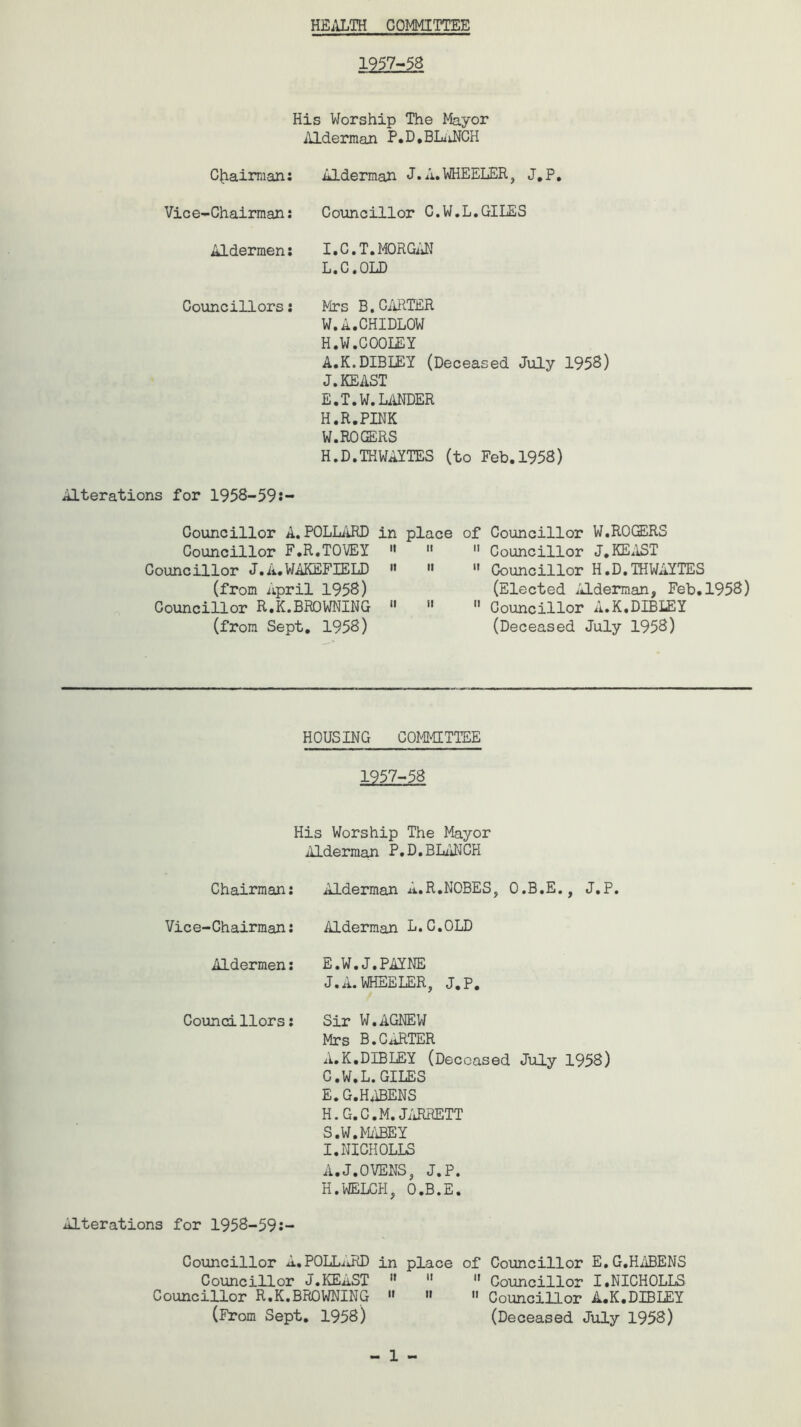 HEALTH COMMITTEE
1957-58
His Worship The Mayor
Alderman P.D.BLANCH
Chairman: Alderman J.A.WHEELER, J.P.
Vice-Chairman: Councillor C.W.L.GILES
Aldermen: I.C.T.MORGAN
L.C.OLD
Councillors: Mrs B.CARTER
W.A.CHIDLOW
H.W.COOLEY
A.K.DIBLEY (Deceased July 1958)
J.KEAST
E.T.W.LANDER
H.R.PINK
W.ROGERS
H.D.THWAYTES (to Feb.1958)
Alterations for 1958-59:-
Councillor A.POLLARD in place of Councillor W.ROGERS
Councillor F.R.TOVEY " " " Councillor J.KEAST
Councillor J.A.WAKEFIELD " " " Councillor H.D.THWAYTES
(from April 1958) (Elected Alderman, Feb.1958)
Councillor R.K.BROWNING " " " Councillor A.K.DIBLEY
(from Sept. 1958) (Deceased July 1958)
HOUSING COMMITTEE
1957-58
His Worship The Mayor
Alderman P.D.BLANCH
Chairman: Alderman A.R.NOBES, O.B.E., J.P.
Vice-Chairman: Alderman L.C.OLD
Aldermen: E.W.J.PAYNE
J.A.WHEELER, J.P.
Councillors: Sir W.AGNEW
Mrs B.CARTER
A.K.DIBLEY (Deceased July 1958)
C.W.L.GILES
E.G.HABENS
H.G.C.M.JARRETT
S.W.MABEY
I.NICHOLLS
A.J.OVENS, J.P.
H.WELCH, O.B.E.
Alterations for 1958-59:-
Councillor A.POLLARD in place of Councillor E.G.HABENS
Councillor J.KEAST " " " Councillor I.NICHOLLS
Councillor R.K.BROWNING " " " Councillor A.K.DIBLEY
(From Sept. 1958) (Deceased July 1958)
- 1 -